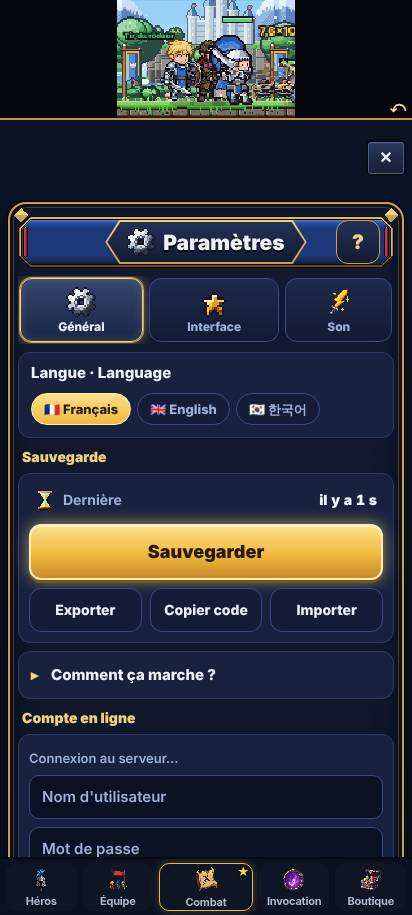 ×
Paramètres
?
Général
Interface
Son
Langue · Language
Français
English
한국어
Sauvegarde
Dernière
il y a 1 s
Sauvegarder
Exporter
Copier code
Importer
Comment ça marche ?
Compte en ligne
Connexion au serveur...
Nom d'utilisateur
Mot de passe
Héros
Équipe
Combat
Invocation
Boutique